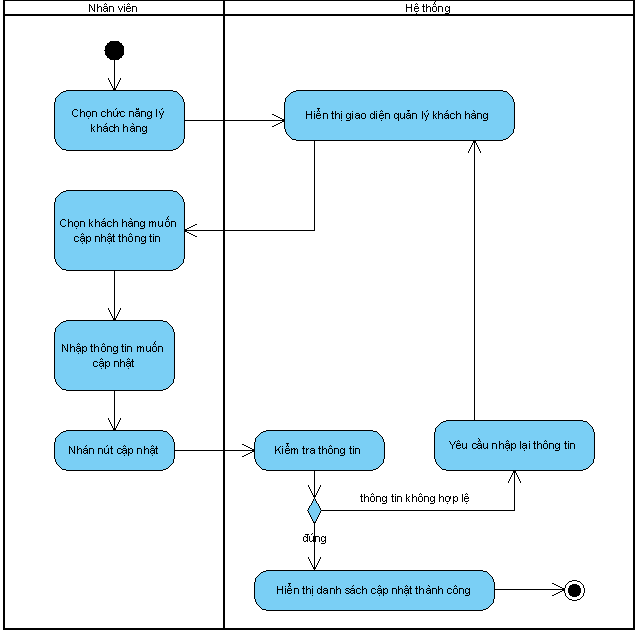 Nhân viên
Hệ thống
Chọn chức năng lý
khách hàng
Hiễn thị giao diện quản lý khách hàng
Chọn khách hàng muốn
cập nhật thông tin
Nhập thông tin muốn
cập nhật
Nhán nút cập nhật
Kiểm tra thông tin
Yêu cầu nhập lại thông tin
thông tin không hợp lệ
đúng
Hiễn thị danh sách cập nhật thành công